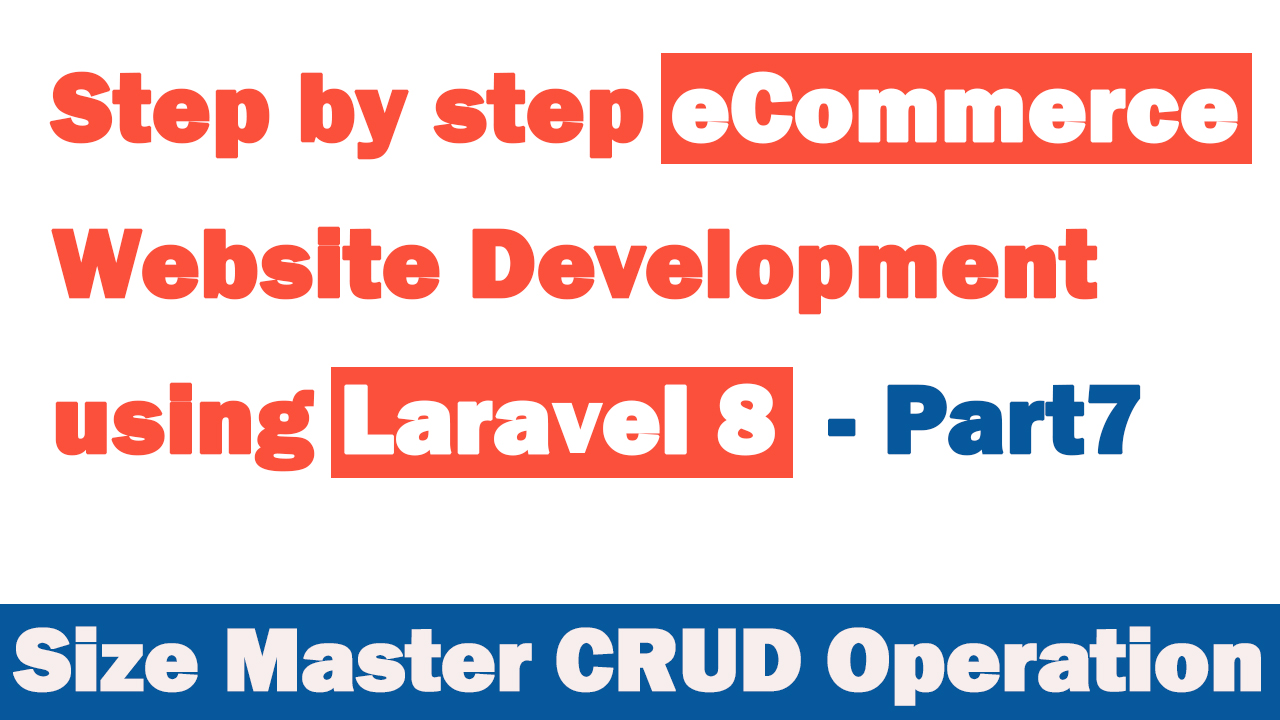 Step by step eCommerce
Website Development
using Laravel 8 - Part7
Size Master CRUD Operation